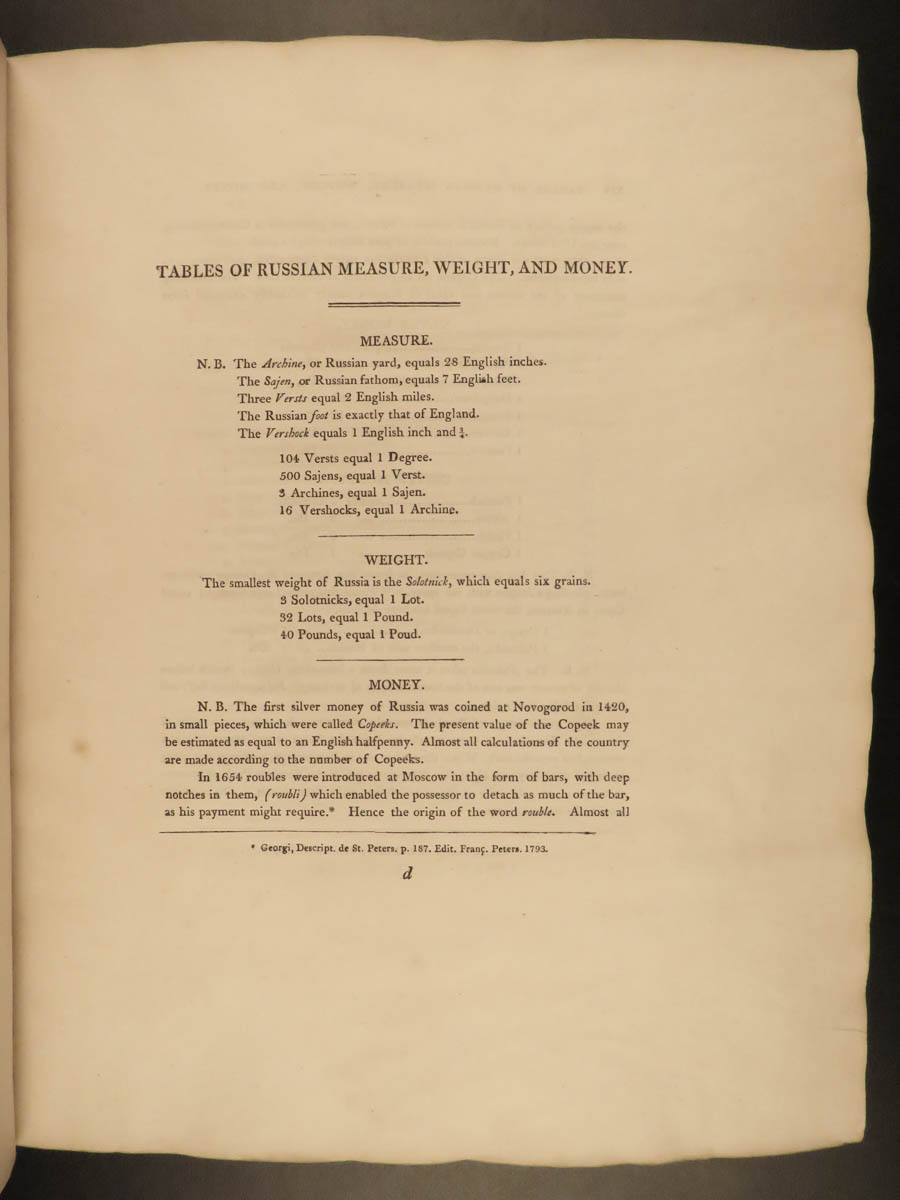 TABLES OF RUSSIAN MEASURE, WEIGHT, AND MONEY.
MEASURE.
N. B. The Archine, or Russian yard, equals 28 English inches.
The Sajen, or Russian fathom, equals 7 English feet.
Three Versts equal 2 English miles.
The Russian foot is exactly that of England.
The Vershock equals 1 English inch and ¾.
104 Versts equal 1 Degree.
500 Sajens, equal 1 Verst.
3 Archines, equal 1 Sajen.
16 Vershocks, equal 1 Archine.
WEIGHT.
The smallest weight of Russia is the Solotnick, which equals six grains.
3 Solotnicks, equal 1 Lot.
32 Lots, equal 1 Pound.
40 Pounds, equal 1 Poud.
MONEY.
N. B. The first silver money of Russia was coined at Novogorod in 1420,
in small pieces, which were called Copeeks. The present value of the Copeek may
be estimated as equal to an English halfpenny. Almost all calculations of the country
are made according to the number of Copeeks.
In 1654 roubles were introduced at Moscow in the form of bars, with deep
notches in them, (roubli) which enabled the possessor to detach as much of the bar,
as his payment might require.* Hence the origin of the word rouble. Almost all
* Georgi, Descript. de St. Peters. p. 187. Edit. Franç. Peters. 1793.
d